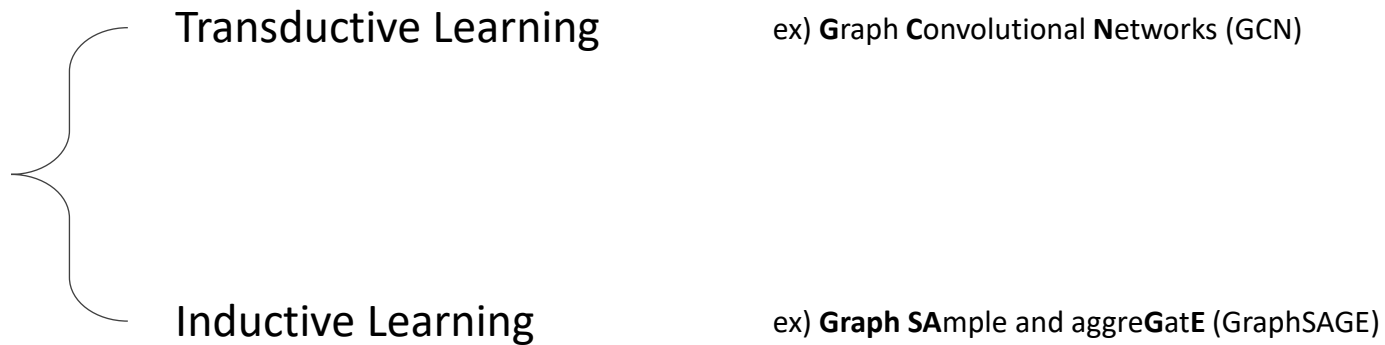 Transductive Learning
ex) Graph Convolutional Networks (GCN)
Inductive Learning
ex) Graph SAmple and aggreGatE (GraphSAGE)